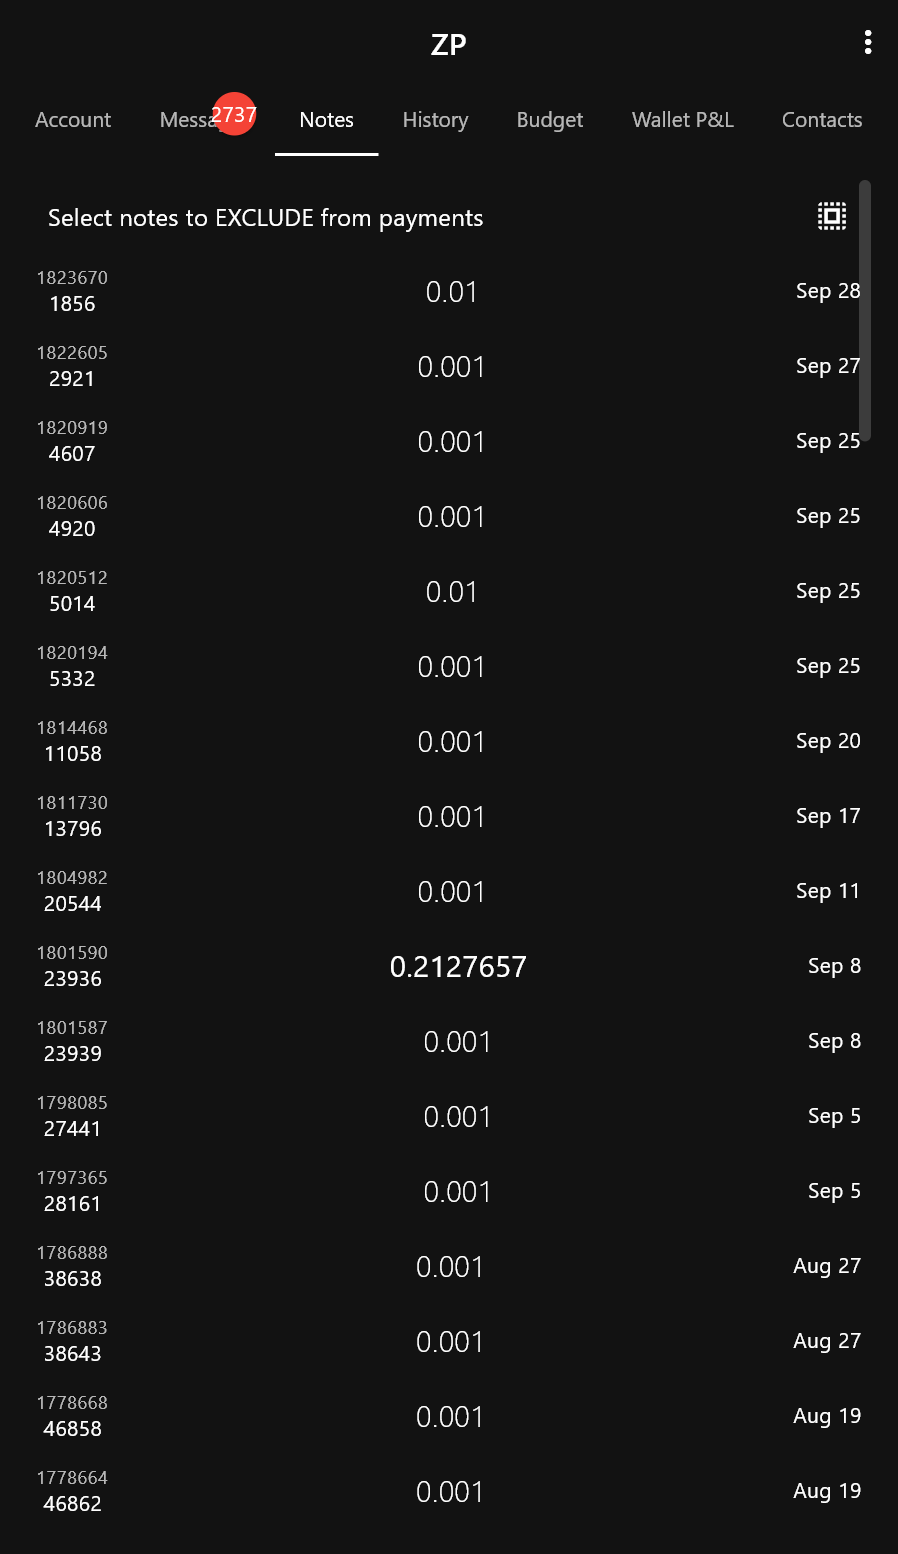 ZP
Account Messa 2737 Notes History Budget Wallet P&L Contacts
Select notes to EXCLUDE from payments
1823670
1856 0.01 Sep 28
1822605
2921 0.001 Sep 27
1820919
4607 0.001 Sep 25
1820606
4920 0.001 Sep 25
1820512
5014 0.01 Sep 25
1820194
5332 0.001 Sep 25
1814468
11058 0.001 Sep 20
1811730
13796 0.001 Sep 17
1804982
20544 0.001 Sep 11
1801590
23936 0.2127657 Sep 8
1801587
23939 0.001 Sep 8
1798085
27441 0.001 Sep 5
1797365
28161 0.001 Sep 5
1786888
38638 0.001 Aug 27
1786883
38643 0.001 Aug 27
1778668
46858 0.001 Aug 19
1778664
46862 0.001 Aug 19